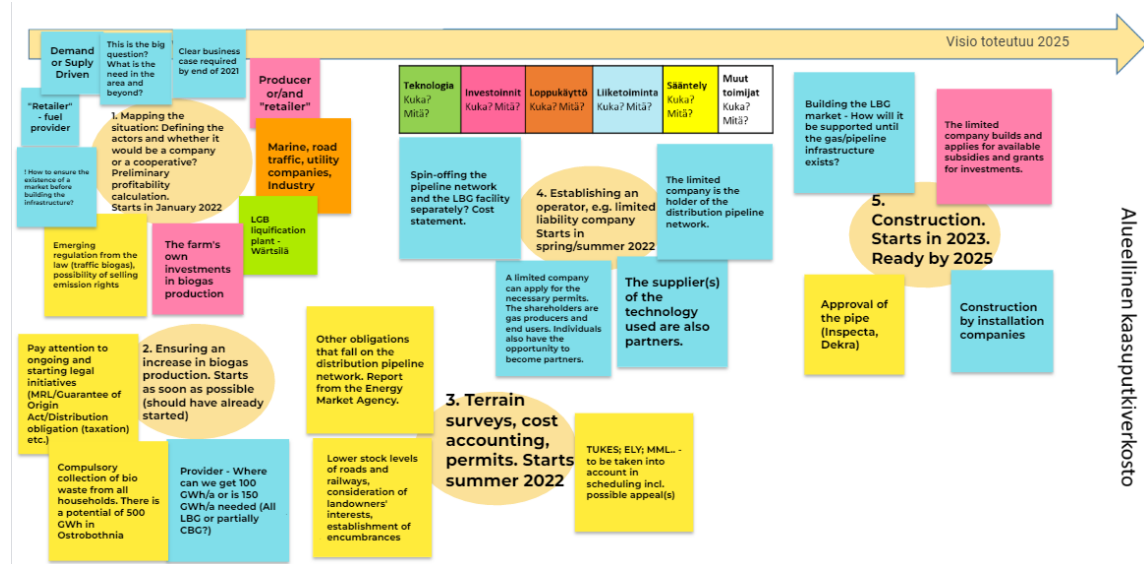 Visio toteutuu 2025
Demand
or Suply
Driven
This is the big
question?
What is the
need in the
area and
beyond?
Clear business
case required
by end of 2021
"Retailer"
- fuel
provider
1. Mapping the
situation: Defining the
actors and whether it
would be a company
or a cooperative?
Preliminary
profitability
calculation.
Starts in January 2022
Producer
or/and
"retailer"
! How to ensure the
existence of a
market before
building the
infrastructure?
Marine, road
traffic, utility
companies,
Industry
Emerging
regulation from the
law (traffic biogas),
possibility of selling
emission rights
The farm's
own
investments
in biogas
production
LGB
liquification
plant -
Wärtsilä
Teknologia
Kuka?
Mitä?
Investoinnit
Kuka? Mitä?
Loppukäyttö
Kuka? Mitä?
Liiketoiminta
Kuka? Mitä?
Sääntely
Kuka?
Mitä?
Muut
toimijat
Kuka?
Mitä?
Spin-offing the
pipeline network
and the LBG facility
separately? Cost
statement.
4. Establishing an
operator, e.g. limited
liability company
Starts in
spring/summer 2022
The limited
company is the
holder of the
distribution pipeline
network.
A limited company
can apply for the
necessary permits. The
shareholders are
gas producers and
end users. Individuals
also have the
opportunity to
become partners.
The supplier(s)
of the
technology
used are also
partners.
Building the LBG
market - How will it
be supported until
the gas/pipeline
infrastructure
exists?
The limited
company builds and
applies for available
subsidies and grants
for investments.
5.
Construction.
Starts in 2023.
Ready by 2025
Approval of
the pipe
(Inspecta,
Dekra)
Construction
by installation
companies
Alueellinen kaasuputkiverkosto
Pay attention to
ongoing and
starting legal
initiatives
(MRL/Guarantee of
Origin
Act/Distribution
obligation (taxation)
etc.)
2. Ensuring an
increase in biogas
production. Starts
as soon as possible
(should have already
started)
Compulsory
collection of bio
waste from all
households. There is
a potential of 500
GWh in
Ostrobothnia
Provider - Where
can we get 100
GWh/a or is 150
GWh/a needed (All
LBG or partially
CBG?)
Other obligations
that fall on the
distribution pipeline
network. Report
from the Energy
Market Agency.
3. Terrain
surveys, cost
accounting,
permits. Starts
summer 2022
Lower stock levels
of roads and
railways,
consideration of
landowners'
interests,
establishment of
encumbrances
TUKES; ELY; MML.. -
to be taken into
account in
scheduling incl.
possible appeal(s)